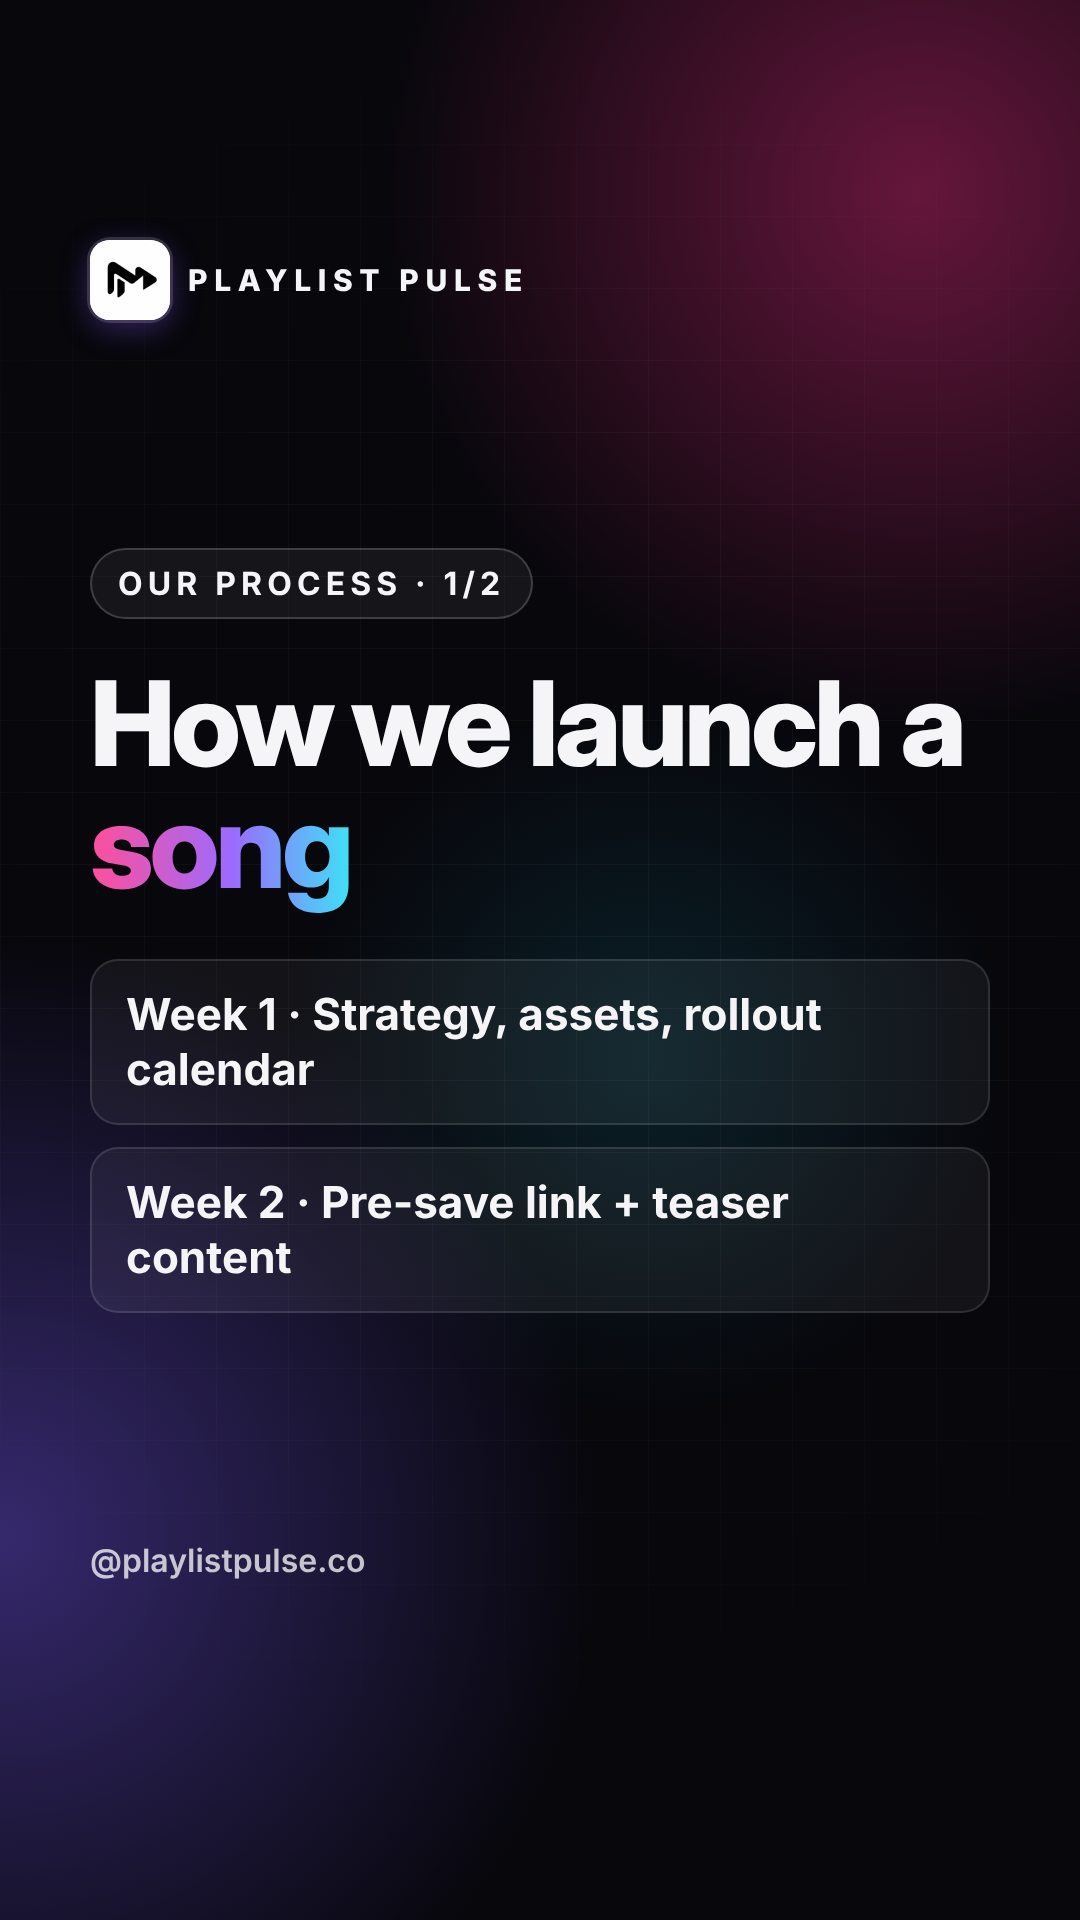 PLAYLIST PULSE
OUR PROCESS · 1/2
How we launch a
song
Week 1 · Strategy, assets, rollout
calendar
Week 2 · Pre-save link + teaser
content
@playlistpulse.co